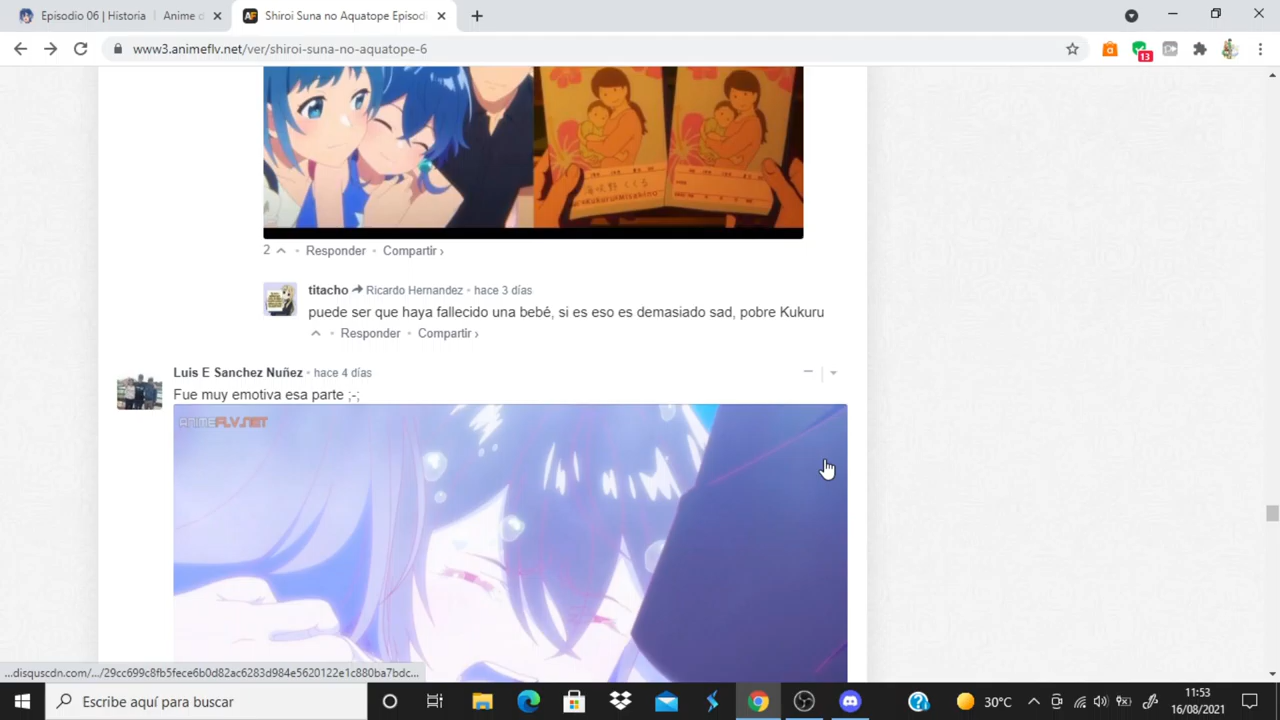 Episodio 06 | Historia
Anime d
Shiroi Suna no Aquatope Episodi
www3.animeflv.net/ver/shiroi-suna-no-aquatope-6
13
2 • Responder • Compartir ›
titacho Ricardo Hernandez • hace 3 días
puede ser que haya fallecido una bebé, si es eso es demasiado sad, pobre Kukuru
• Responder • Compartir ›
Luis E Sanchez Nuñez • hace 4 días
Fue muy emotiva esa parte ;-;
ANIMEFLV.NET
...disquscdn.com/.../29cc699c8fb5fece6b0d82ac6283d984e5620122e1c880ba7bdc...
Escribe aquí para buscar
30°C
11:53
16/08/2021